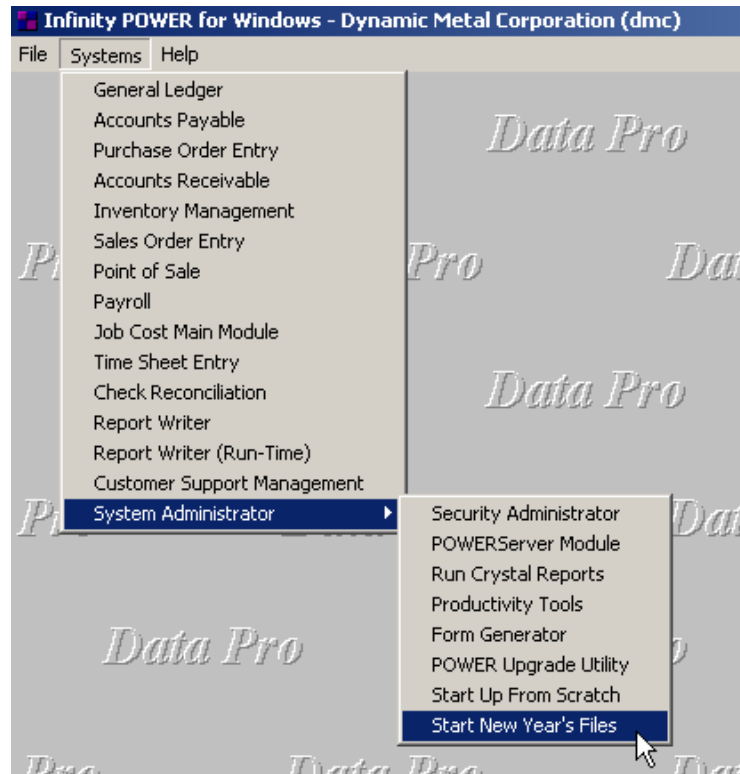 Infinity POWER for Windows - Dynamic Metal Corporation (dmc)
File Systems Help
General Ledger
Accounts Payable
Purchase Order Entry
Accounts Receivable
Inventory Management
Sales Order Entry
Point of Sale
Payroll
Job Cost Main Module
Time Sheet Entry
Check Reconciliation
Report Writer
Report Writer (Run-Time)
Customer Support Management
System Administrator
Security Administrator
POWERServer Module
Run Crystal Reports
Productivity Tools
Form Generator
POWER Upgrade Utility
Start Up From Scratch
Start New Year's Files
Data Pro
Pro
Data Pro
Data Pro